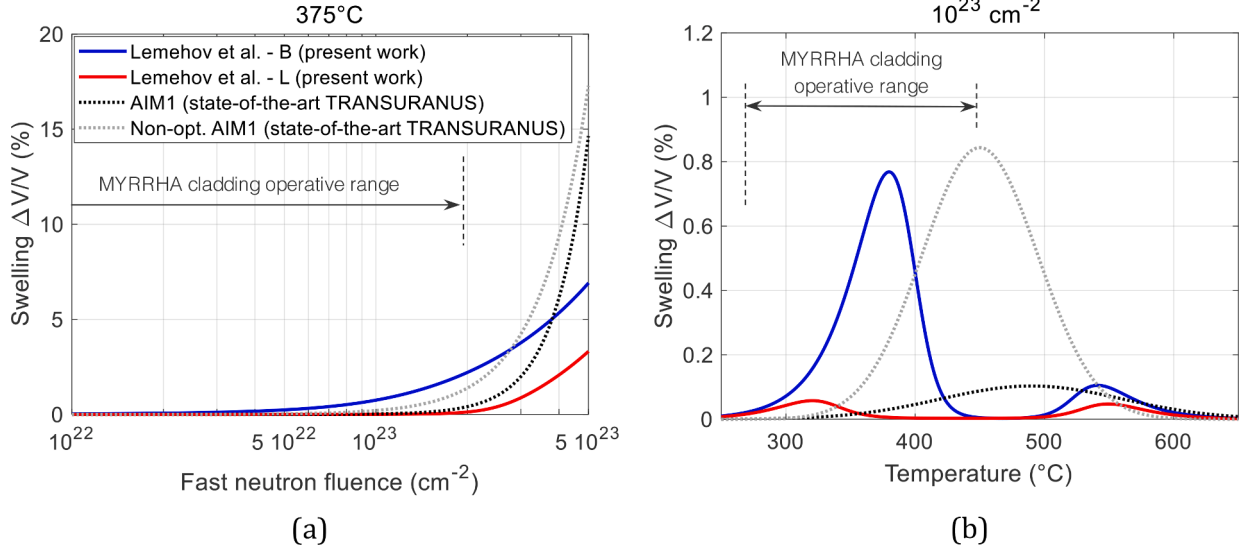 375°C
20
15
10
5
0
Swelling ΔV/V (%)
Lemehov et al. - B (present work)
Lemehov et al. - L (present work)
AIM1 (state-of-the-art TRANSURANUS)
Non-opt. AIM1 (state-of-the-art TRANSURANUS)
MYRRHA cladding operative range
10^22 5 10^22 10^23 5 10^23
Fast neutron fluence (cm^-2)
(a)
10^23 cm^-2
1.2
1
0.8
0.6
0.4
0.2
0
Swelling ΔV/V (%)
MYRRHA cladding
operative range
300 400 500 600
Temperature (°C)
(b)